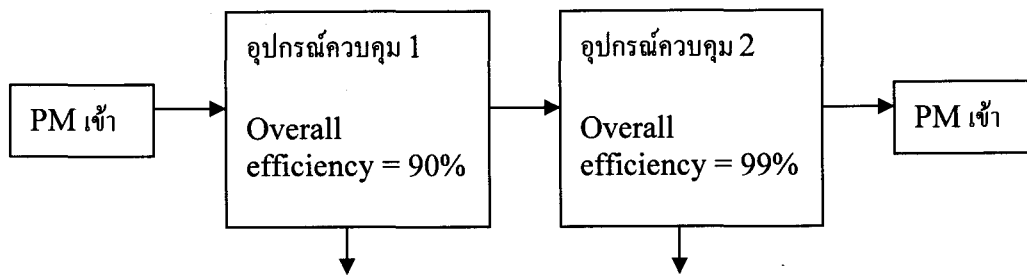 PM เข้า
อุปกรณ์ควบคุม 1
Overall
efficiency = 90%
อุปกรณ์ควบคุม 2
Overall
efficiency = 99%
PM เข้า